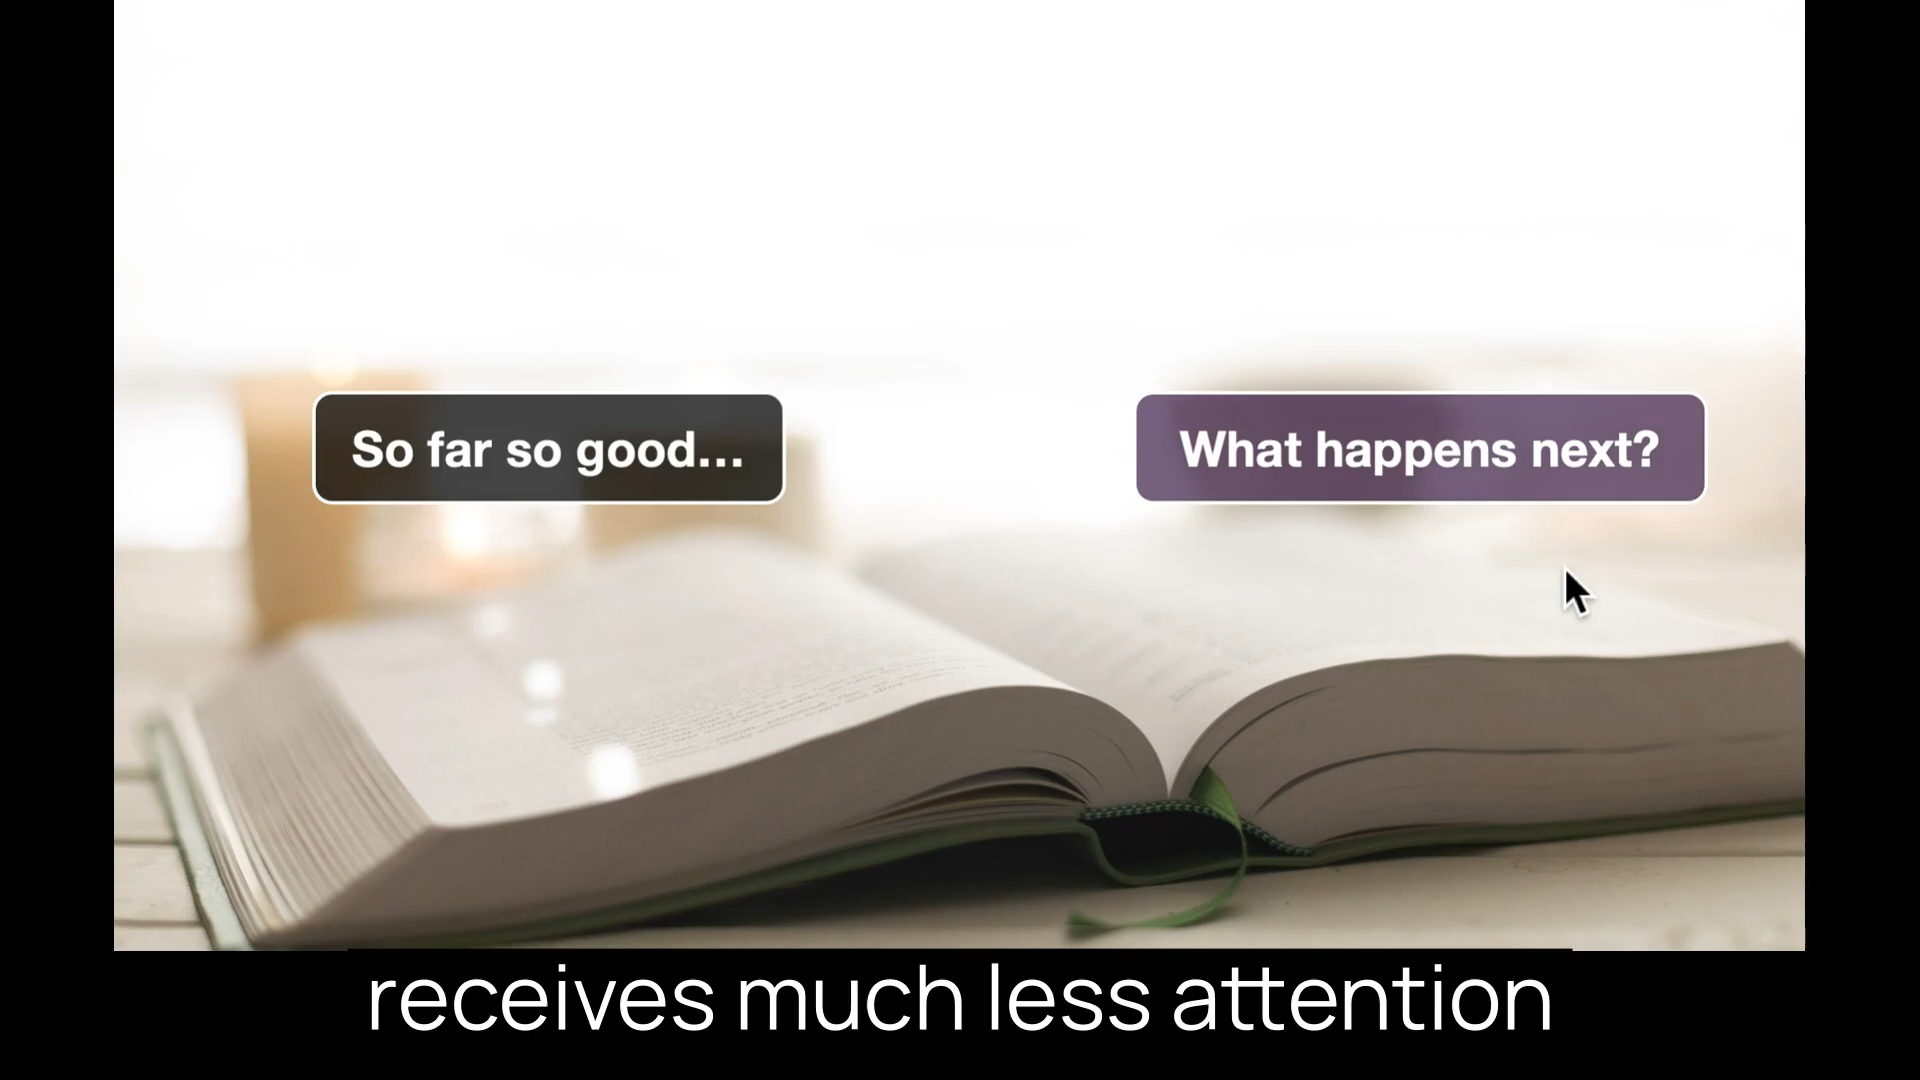 So far so good...
What happens next?
receives much less attention